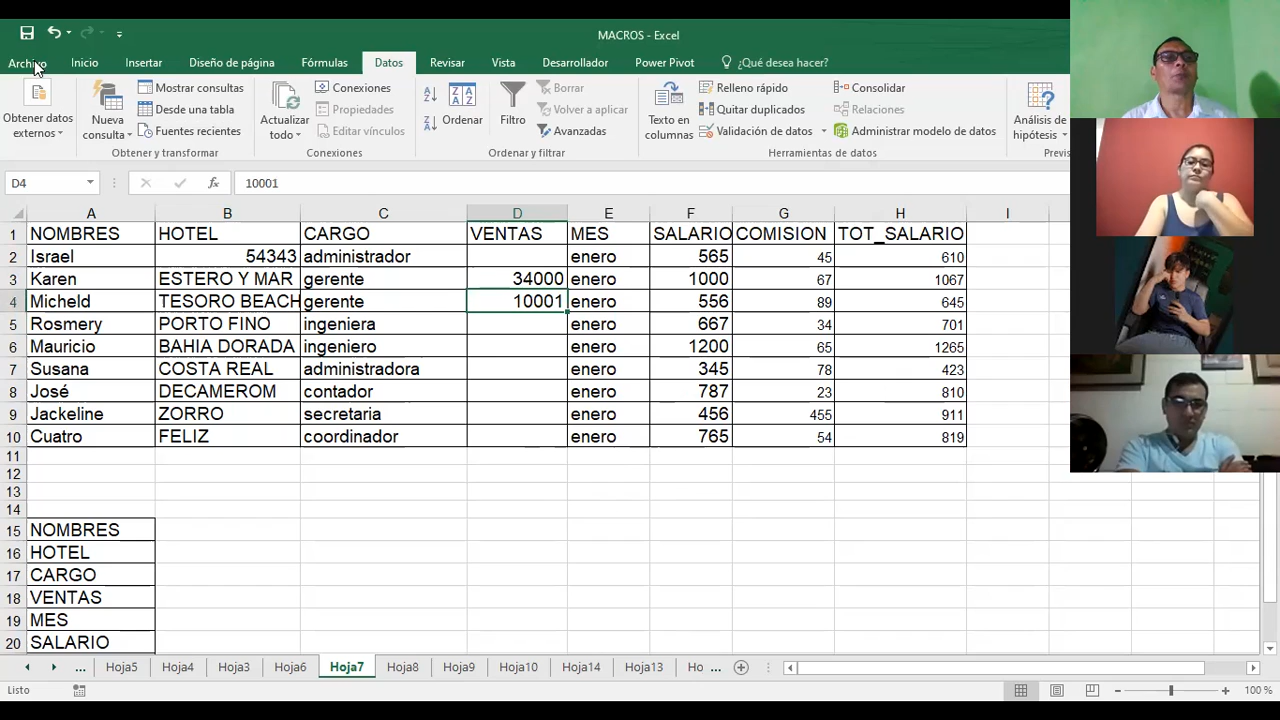 MACROS - Excel
Archivo Inicio Insertar Diseño de página Fórmulas Datos Revisar Vista Desarrollador Power Pivot ¿Qué desea hacer?
Obtener datos externos
Nueva consulta
Mostrar consultas
Desde una tabla
Fuentes recientes
Obtener y transformar
Actualizar todo
Conexiones
Propiedades
Editar vínculos
Conexiones
Ordenar
Filtro
Borrar
Volver a aplicar
Avanzadas
Ordenar y filtrar
Texto en columnas
Relleno rápido
Quitar duplicados
Validación de datos
Consolidar
Relaciones
Administrar modelo de datos
Herramientas de datos
Análisis de hipótesis
Previs
D4 fx 10001
A B C D E F G H I
1 NOMBRES HOTEL CARGO VENTAS MES SALARIO COMISION TOT_SALARIO
2 Israel 54343 administrador enero 565 45 610
3 Karen ESTERO Y MAR gerente 34000 enero 1000 67 1067
4 Micheld TESORO BEACH gerente 10001 enero 556 89 645
5 Rosmery PORTO FINO ingeniera enero 667 34 701
6 Mauricio BAHIA DORADA ingeniero enero 1200 65 1265
7 Susana COSTA REAL administradora enero 345 78 423
8 José DECAMEROM contador enero 787 23 810
9 Jackeline ZORRO secretaria enero 456 455 911
10 Cuatro FELIZ coordinador enero 765 54 819
11
12
13
14
15 NOMBRES
16 HOTEL
17 CARGO
18 VENTAS
19 MES
20 SALARIO
... Hoja5 Hoja4 Hoja3 Hoja6 Hoja7 Hoja8 Hoja9 Hoja10 Hoja14 Hoja13 Ho ...
Listo 100 %